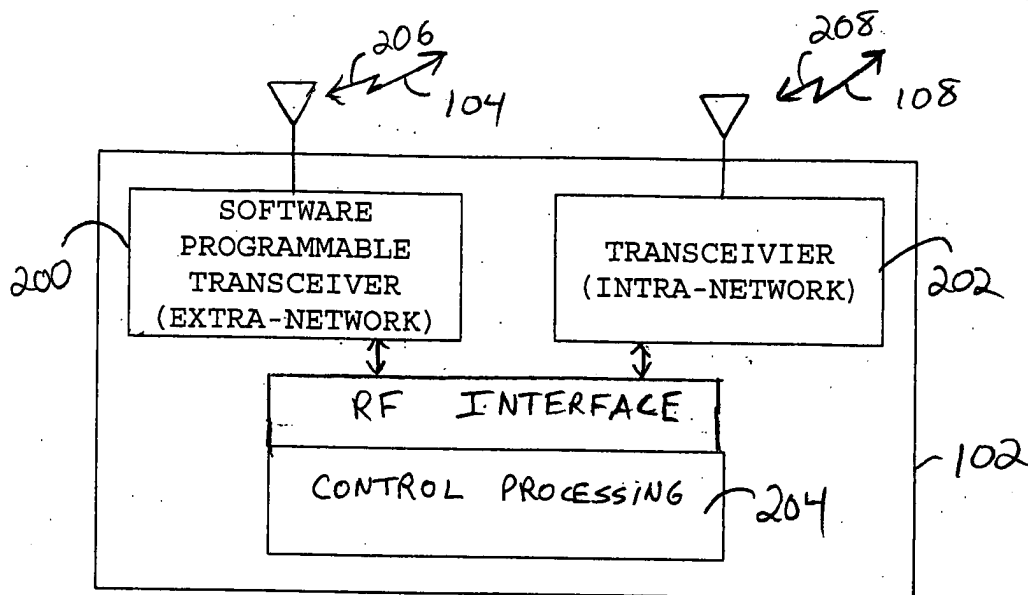 206
104
208
108
SOFTWARE
PROGRAMMABLE
TRANSCEIVER
(EXTRA-NETWORK)
200
TRANSCEIVIER
(INTRA-NETWORK)
202
RF INTERFACE
CONTROL PROCESSING
204
102